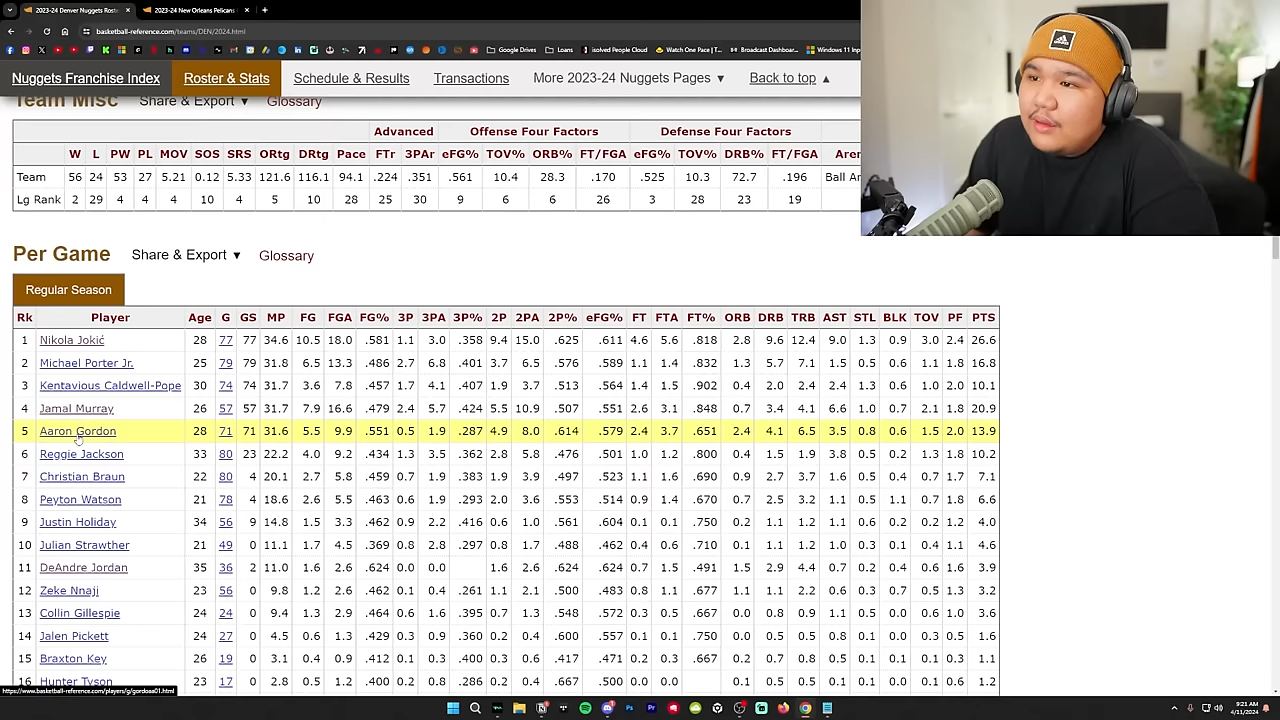 2023-24 Denver Nuggets Roste
2023-24 New Orleans Pelicans
basketball-reference.com/teams/DEN/2024.html
Google Drives
Loans
isolved People Cloud
Watch One Pace | T...
Broadcast Dashboar...
Windows 11 Inp
Nuggets Franchise Index
Roster & Stats
Schedule & Results
Transactions
More 2023-24 Nuggets Pages ▼
Back to top ▲
Team Misc
Share & Export ▼
Glossary
Advanced Offense Four Factors Defense Four Factors
W L PW PL MOV SOS SRS ORtg DRtg Pace FTr 3PAr eFG% TOV% ORB% FT/FGA eFG% TOV% DRB% FT/FGA Aren
Team 56 24 53 27 5.21 0.12 5.33 121.6 116.1 94.1 .224 .351 .561 10.4 28.3 .170 .525 10.3 72.7 .196 Ball Ar
Lg Rank 2 29 4 4 4 10 4 5 10 28 25 30 9 6 6 26 3 28 23 19
Per Game
Share & Export ▼
Glossary
Regular Season
Rk Player Age G GS MP FG FGA FG% 3P 3PA 3P% 2P 2PA 2P% eFG% FT FTA FT% ORB DRB TRB AST STL BLK TOV PF PTS
1 Nikola Jokić 28 77 77 34.6 10.5 18.0 .581 1.1 3.0 .358 9.4 15.0 .625 .611 4.6 5.6 .818 2.8 9.6 12.4 9.0 1.3 0.9 3.0 2.4 26.6
2 Michael Porter Jr. 25 79 79 31.8 6.5 13.3 .486 2.8 6.8 .401 3.7 6.5 .576 .589 1.1 1.4 .832 1.3 5.7 7.1 1.5 0.5 0.6 1.1 1.8 16.8
3 Kentavious Caldwell-Pope 30 74 74 31.7 3.6 7.8 .457 1.7 4.1 .407 1.9 3.7 .513 .564 1.4 1.5 .902 0.4 2.0 2.4 2.4 1.3 0.6 1.0 2.0 10.1
4 Jamal Murray 26 57 57 31.7 7.9 16.6 .479 2.4 5.7 .424 5.5 10.9 .507 .551 2.6 3.1 .848 0.7 3.4 4.1 6.6 1.0 0.7 2.1 1.8 20.9
5 Aaron Gordon 28 71 71 31.6 5.5 9.9 .551 0.5 1.9 .287 4.9 8.0 .614 .579 2.4 3.7 .651 2.4 4.1 6.5 3.5 0.8 0.6 1.5 2.0 13.9
6 Reggie Jackson 33 80 23 22.2 4.0 9.2 .434 1.3 3.5 .362 2.8 5.8 .476 .501 1.0 1.2 .800 0.4 1.5 1.9 3.8 0.5 0.2 1.3 1.8 10.2
7 Christian Braun 22 80 4 20.1 2.7 5.8 .459 0.7 1.9 .383 1.9 3.9 .497 .523 1.1 1.6 .690 0.9 2.7 3.7 1.6 0.5 0.4 0.7 1.7 7.1
8 Peyton Watson 21 78 4 18.6 2.6 5.5 .463 0.6 1.9 .293 2.0 3.6 .553 .514 0.9 1.4 .670 0.7 2.5 3.2 1.1 0.5 1.1 0.7 1.8 6.6
9 Justin Holiday 34 56 9 14.8 1.5 3.3 .462 0.9 2.2 .416 0.6 1.0 .561 .604 0.1 0.1 .750 0.2 1.1 1.2 1.1 0.6 0.2 0.2 1.2 4.0
10 Julian Strawther 21 49 0 11.1 1.7 4.5 .369 0.8 2.8 .297 0.8 1.7 .488 .462 0.4 0.6 .710 0.1 1.1 1.2 1.0 0.3 0.1 0.4 1.1 4.6
11 DeAndre Jordan 35 36 2 11.0 1.6 2.6 .624 0.0 0.0 1.6 2.6 .624 .624 0.7 1.5 .491 1.5 2.9 4.4 0.7 0.2 0.4 0.6 1.6 3.9
12 Zeke Nnaji 23 56 0 9.8 1.2 2.6 .462 0.1 0.4 .261 1.1 2.1 .500 .483 0.8 1.1 .677 1.1 1.1 2.2 0.6 0.3 0.7 0.5 1.3 3.2
13 Collin Gillespie 24 24 0 9.4 1.3 2.9 .464 0.6 1.6 .395 0.7 1.3 .548 .572 0.3 0.5 .667 0.0 0.8 0.8 1.1 0.5 0.0 0.6 1.0 3.6
14 Jalen Pickett 24 27 0 4.5 0.6 1.3 .429 0.3 0.9 .360 0.2 0.4 .600 .557 0.1 0.1 .750 0.0 0.4 0.4 0.8 0.1 0.0 0.3 0.5 1.6
15 Braxton Key 26 19 0 3.1 0.4 0.9 .412 0.1 0.3 .400 0.3 0.6 .417 .471 0.2 0.3 .667 0.2 0.7 0.8 0.5 0.1 0.1 0.1 0.3 1.1
16 Hunter Tyson 23 17 0 2.8 0.5 1.2 .400 0.2 0.8 .286 0.2 0.4 .667 .500 0.0 0.0 0.1 0.5 0.5 0.1 0.1 0.0 0.1 0.6 1.2
https://www.basketball-reference.com/players/g/gordoaa01.html
9:21 AM
4/11/2024